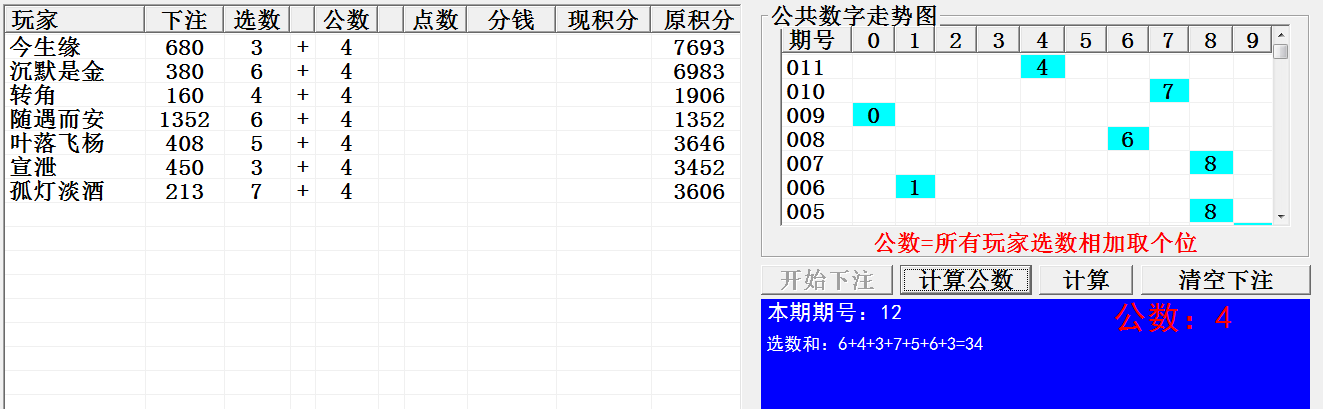 玩家 下注 选数 公数 点数 分钱 现积分 原积分
今生缘 680 3 + 4 7693
沉默是金 380 6 + 4 6983
转角 160 4 + 4 1906
随遇而安 1352 6 + 4 1352
叶落飞杨 408 5 + 4 3646
宣泄 450 3 + 4 3452
孤灯淡酒 213 7 + 4 3606
公共数字走势图
期号 0 1 2 3 4 5 6 7 8 9
011 4
010 7
009 0
008 6
007 8
006 1
005 8
公数=所有玩家选数相加取个位
开始下注 计算公数 计算 清空下注
本期期号：12 公数：4
选数和：6+4+3+7+5+6+3=34